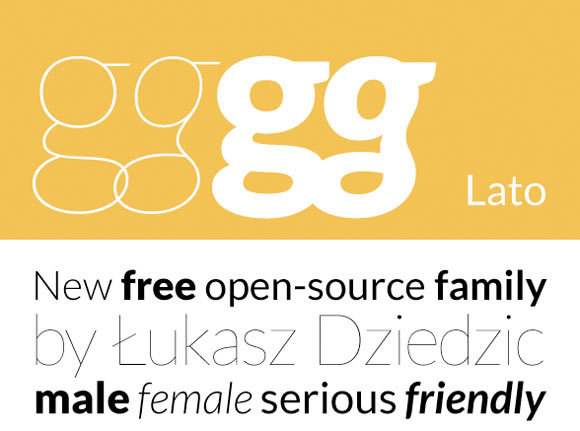 gggg
Lato
New free open-source family
by Łukasz Dziedzic
male female serious friendly